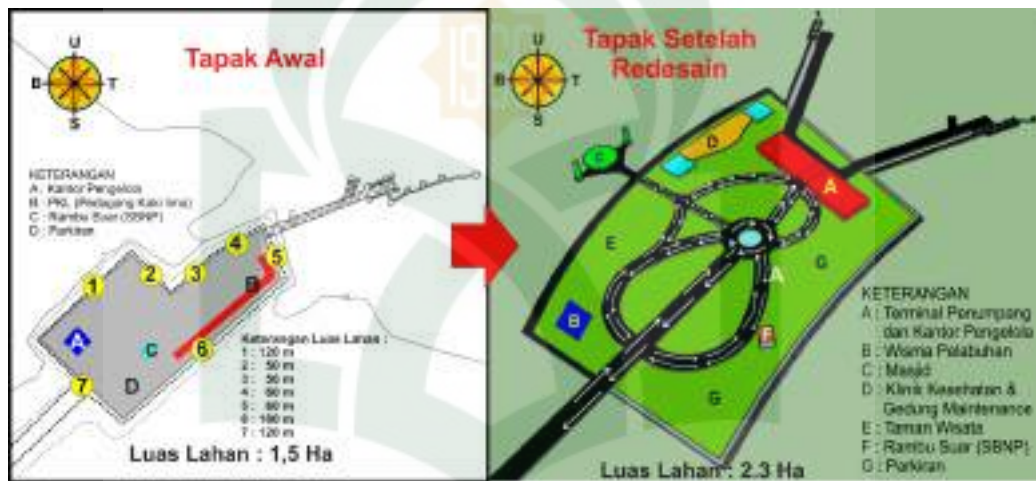 Tapak Awal
U
B
T
S
KETERANGAN
A : Kantor Pengelola
B : PKL (Pedagang Kaki lima)
C : Rambu Suar (SBNP)
D : Parkiran
1
2
3
4
5
6
7
A
B
C
D
Keterangan Luas Lahan :
1 : 120 m
2 : 50 m
3 : 50 m
4 : 60 m
5 : 60 m
6 : 180 m
7 : 120 m
Luas Lahan : 1,5 Ha
Tapak Setelah
Redesain
U
B
T
S
A
B
C
D
E
F
G
G
A
KETERANGAN
A : Terminal Penumpang
dan Kantor Pengelola
B : Wisma Pelabuhan
C : Masjid
D : Klinik Kesehatan &
Gedung Maintenance
E : Taman Wisata
F : Rambu Suar (SBNP)
G : Parkiran
Luas Lahan : 2.3 Ha